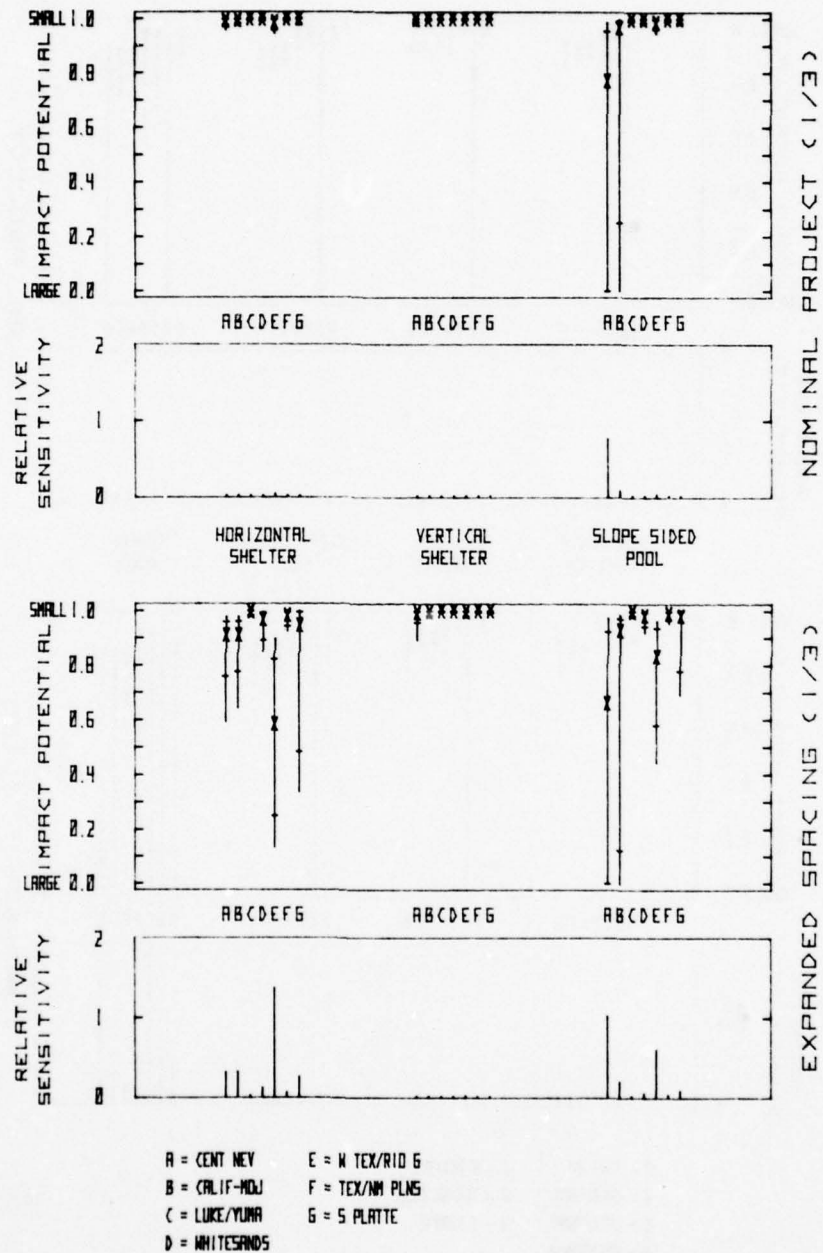 SMALL 1.0
0.8
0.6
0.4
0.2
LARGE 0.0
IMPACT POTENTIAL
ABCDEFG ABCDEFG ABCDEFG
2
1
0
RELATIVE
SENSITIVITY
NOMINAL PROJECT (1/3)
HORIZONTAL SHELTER
VERTICAL SHELTER
SLOPE SIDED POOL
SMALL 1.0
0.8
0.6
0.4
0.2
LARGE 0.0
IMPACT POTENTIAL
ABCDEFG ABCDEFG ABCDEFG
2
1
0
RELATIVE
SENSITIVITY
EXPANDED SPACING (1/3)
A = CENT NEV
B = CALIF-MOJ
C = LUKE/YUMA
D = WHITESANDS
E = W TEX/RIO G
F = TEX/NM PLNS
G = S PLATTE